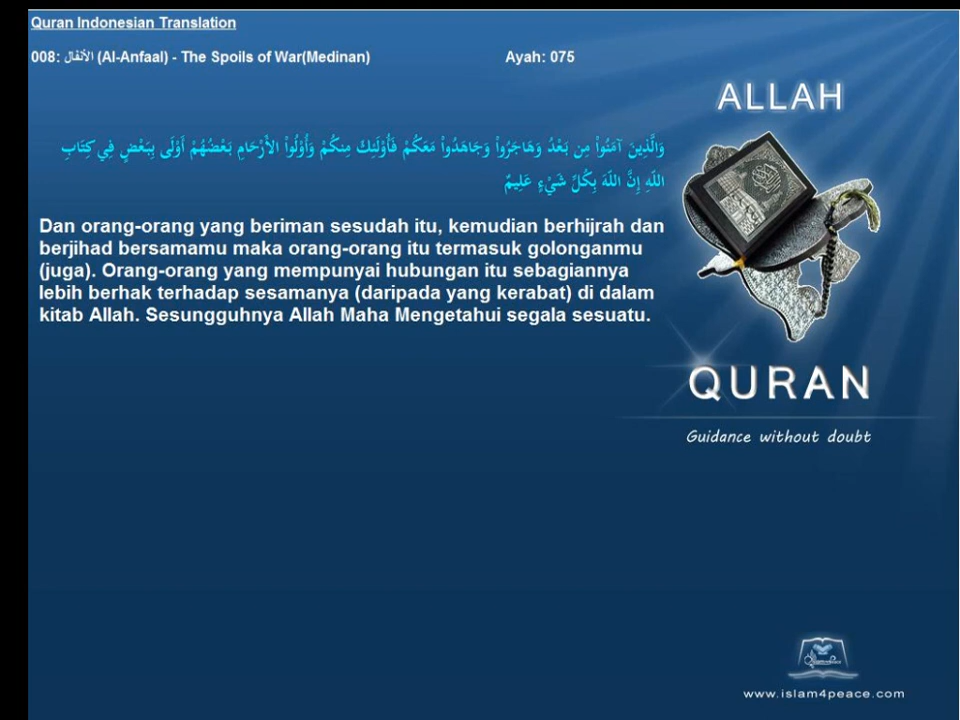 Quran Indonesian Translation
008: الأنفال (Al-Anfaal) - The Spoils of War(Medinan) Ayah: 075
ALLAH
وَالَّذِينَ آمَنُواْ مِن بَعْدُ وَهَاجَرُواْ وَجَاهَدُواْ مَعَكُمْ فَأُوْلَئِكَ مِنكُمْ وَأُوْلُواْ الأَرْحَامِ بَعْضُهُمْ أَوْلَى بِبَعْضٍ فِي كِتَابِ
اللّهِ إِنَّ اللّهَ بِكُلِّ شَيْءٍ عَلِيمٌ
Dan orang-orang yang beriman sesudah itu, kemudian berhijrah dan
berjihad bersamamu maka orang-orang itu termasuk golonganmu
(juga). Orang-orang yang mempunyai hubungan itu sebagiannya
lebih berhak terhadap sesamanya (daripada yang kerabat) di dalam
kitab Allah. Sesungguhnya Allah Maha Mengetahui segala sesuatu.
QURAN
Guidance without doubt
www.islam4peace.com